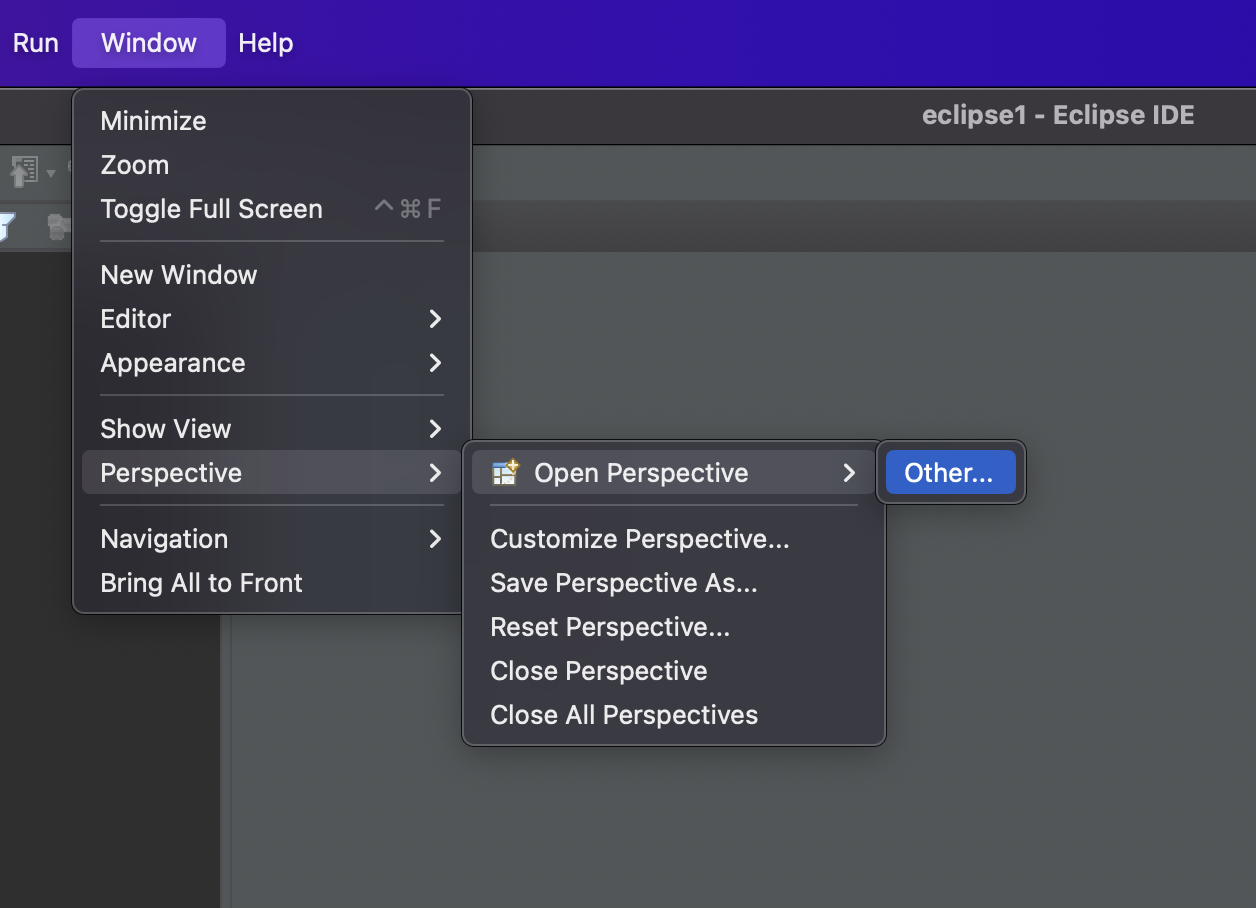 Run Window Help
eclipse1 - Eclipse IDE
Minimize
Zoom
Toggle Full Screen ^⌘F
New Window
Editor
Appearance
Show View
Perspective
Navigation
Bring All to Front
Open Perspective
Customize Perspective...
Save Perspective As...
Reset Perspective...
Close Perspective
Close All Perspectives
Other...